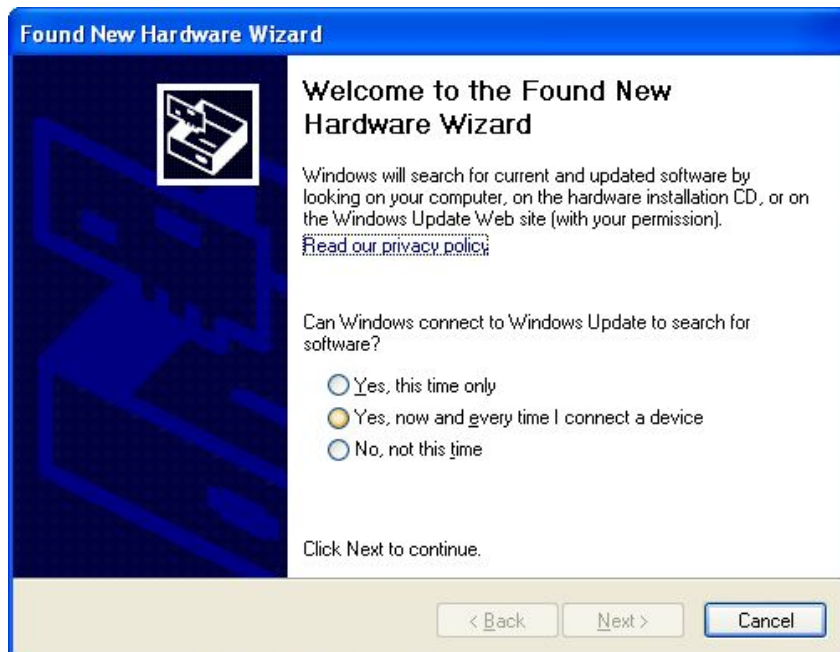 Found New Hardware Wizard
Welcome to the Found New
Hardware Wizard
Windows will search for current and updated software by
looking on your computer, on the hardware installation CD, or on
the Windows Update Web site (with your permission).
Read our privacy policy
Can Windows connect to Windows Update to search for
software?
Yes, this time only
Yes, now and every time I connect a device
No, not this time
Click Next to continue.
< Back Next > Cancel